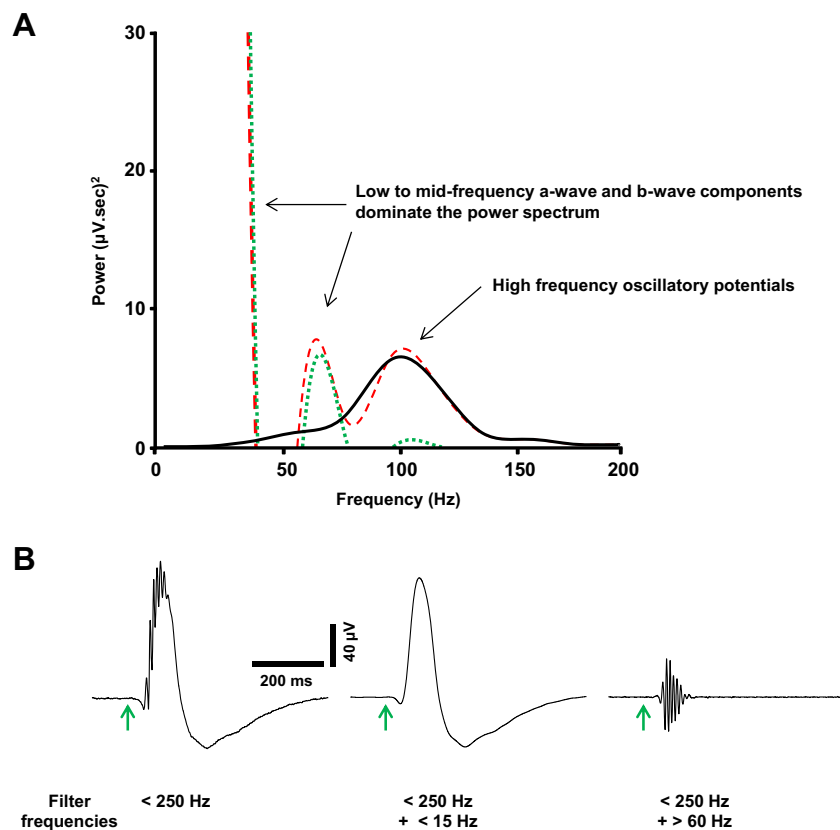 A
30
20
10
0
Power (µV.sec)²
Low to mid-frequency a-wave and b-wave components
dominate the power spectrum
High frequency oscillatory potentials
0 50 100 150 200
Frequency (Hz)
B
40 µV
200 ms
Filter
frequencies
< 250 Hz
< 250 Hz
+ < 15 Hz
< 250 Hz
+ > 60 Hz